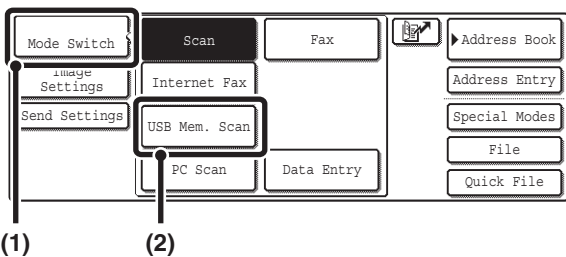 Mode Switch
Scan
Fax
Address Book
Image
Settings
Internet Fax
Address Entry
Send Settings
USB Mem. Scan
Special Modes
File
PC Scan
Data Entry
Quick File
(1)
(2)